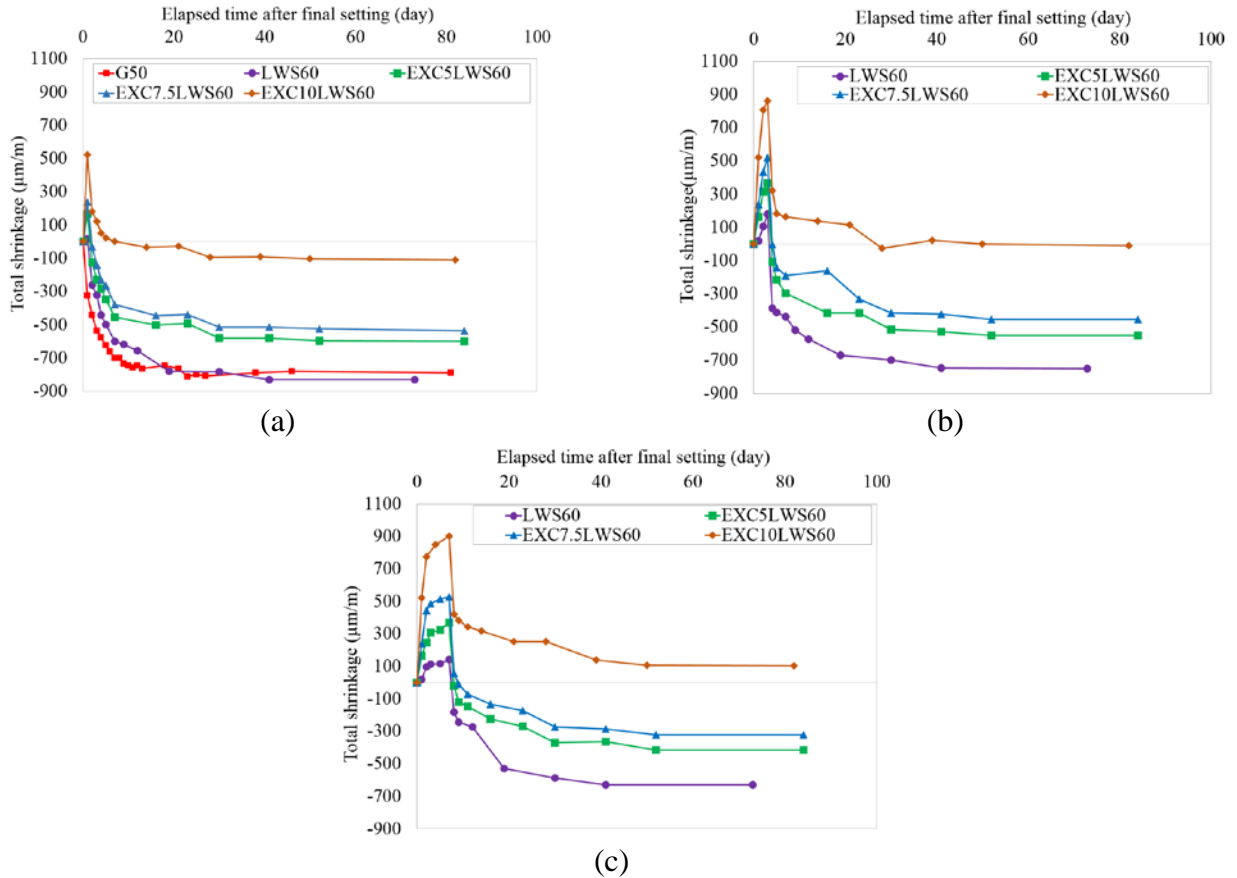 Elapsed time after final setting (day)
0 20 40 60 80 100
1100
900
700
500
300
100
-100
-300
-500
-700
-900
Total shrinkage (µm/m)
G50 LWS60 EXC5LWS60
EXC7.5LWS60 EXC10LWS60
(a)
Elapsed time after final setting (day)
0 20 40 60 80 100
1100
900
700
500
300
100
-100
-300
-500
-700
-900
Total shrinkage(µm/m)
LWS60 EXC5LWS60
EXC7.5LWS60 EXC10LWS60
(b)
Elapsed time after final setting (day)
0 20 40 60 80 100
1100
900
700
500
300
100
-100
-300
-500
-700
-900
Total shrinkage (µm/m)
LWS60 EXC5LWS60
EXC7.5LWS60 EXC10LWS60
(c)